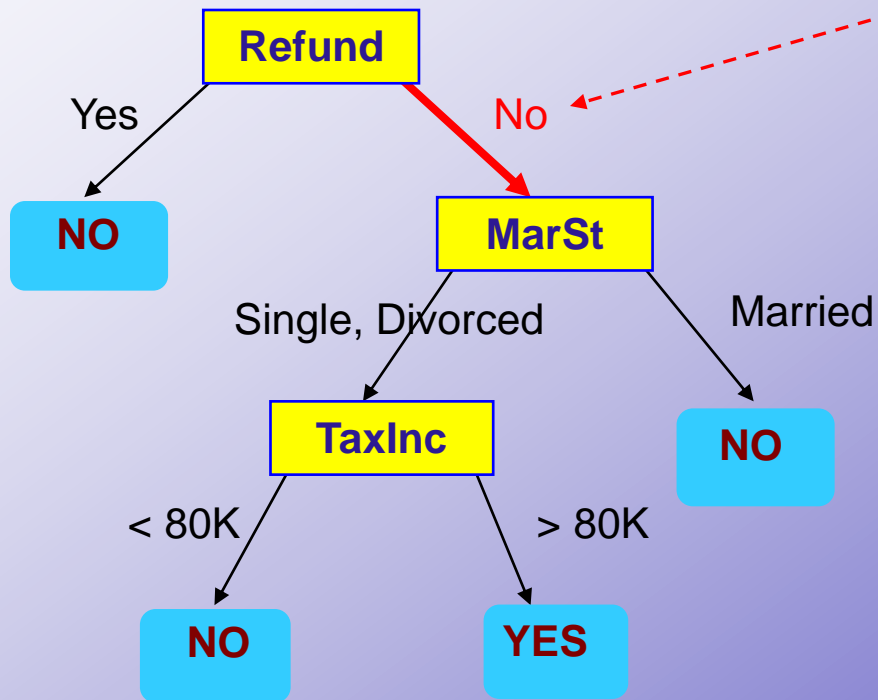 Refund
Yes
No
NO
MarSt
Single, Divorced
Married
TaxInc
NO
< 80K
> 80K
NO
YES